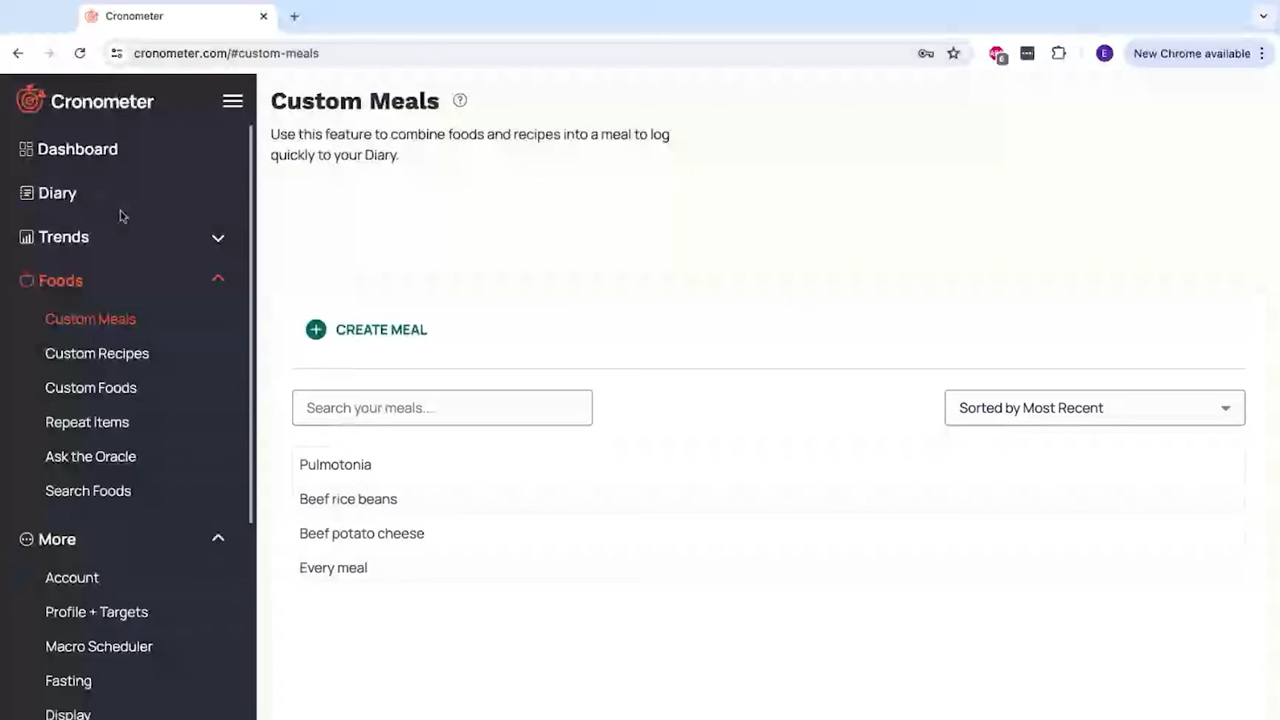 Cronometer
cronometer.com/#custom-meals
6
E
New Chrome available
Cronometer
Dashboard
Diary
Trends
Foods
Custom Meals
Custom Recipes
Custom Foods
Repeat Items
Ask the Oracle
Search Foods
More
Account
Profile + Targets
Macro Scheduler
Fasting
Display
Custom Meals
Use this feature to combine foods and recipes into a meal to log
quickly to your Diary.
CREATE MEAL
Search your meals...
Sorted by Most Recent
Pulmotonia
Beef rice beans
Beef potato cheese
Every meal